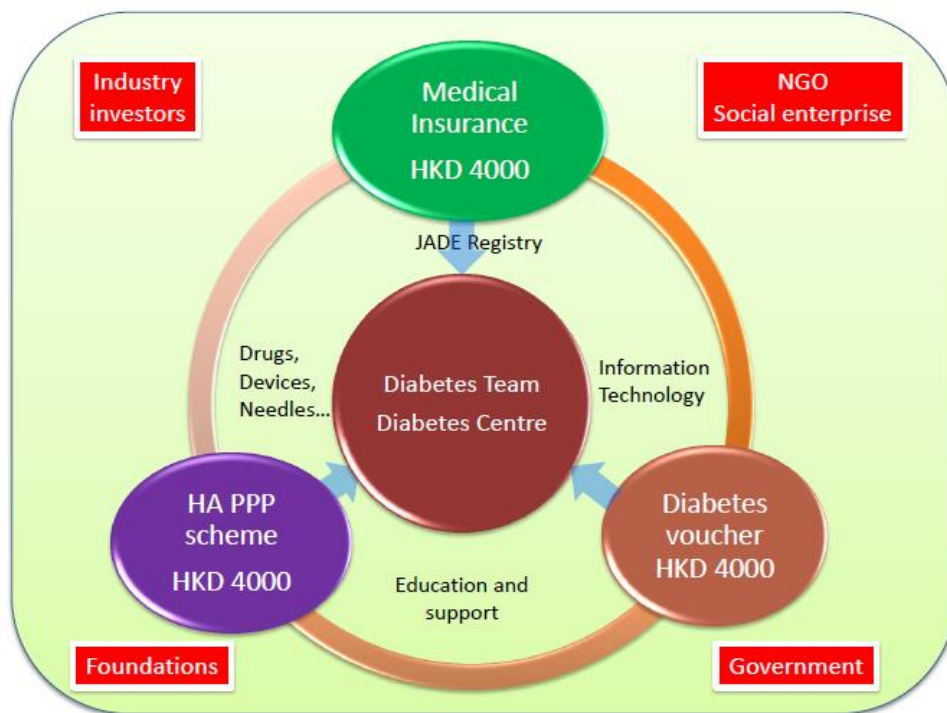 Industry
investors
NGO
Social enterprise
Medical
Insurance
HKD 4000
JADE Registry
Drugs,
Devices,
Needles...
Diabetes Team
Diabetes Centre
Information
Technology
HA PPP
scheme
HKD 4000
Diabetes
voucher
HKD 4000
Education and
support
Foundations
Government